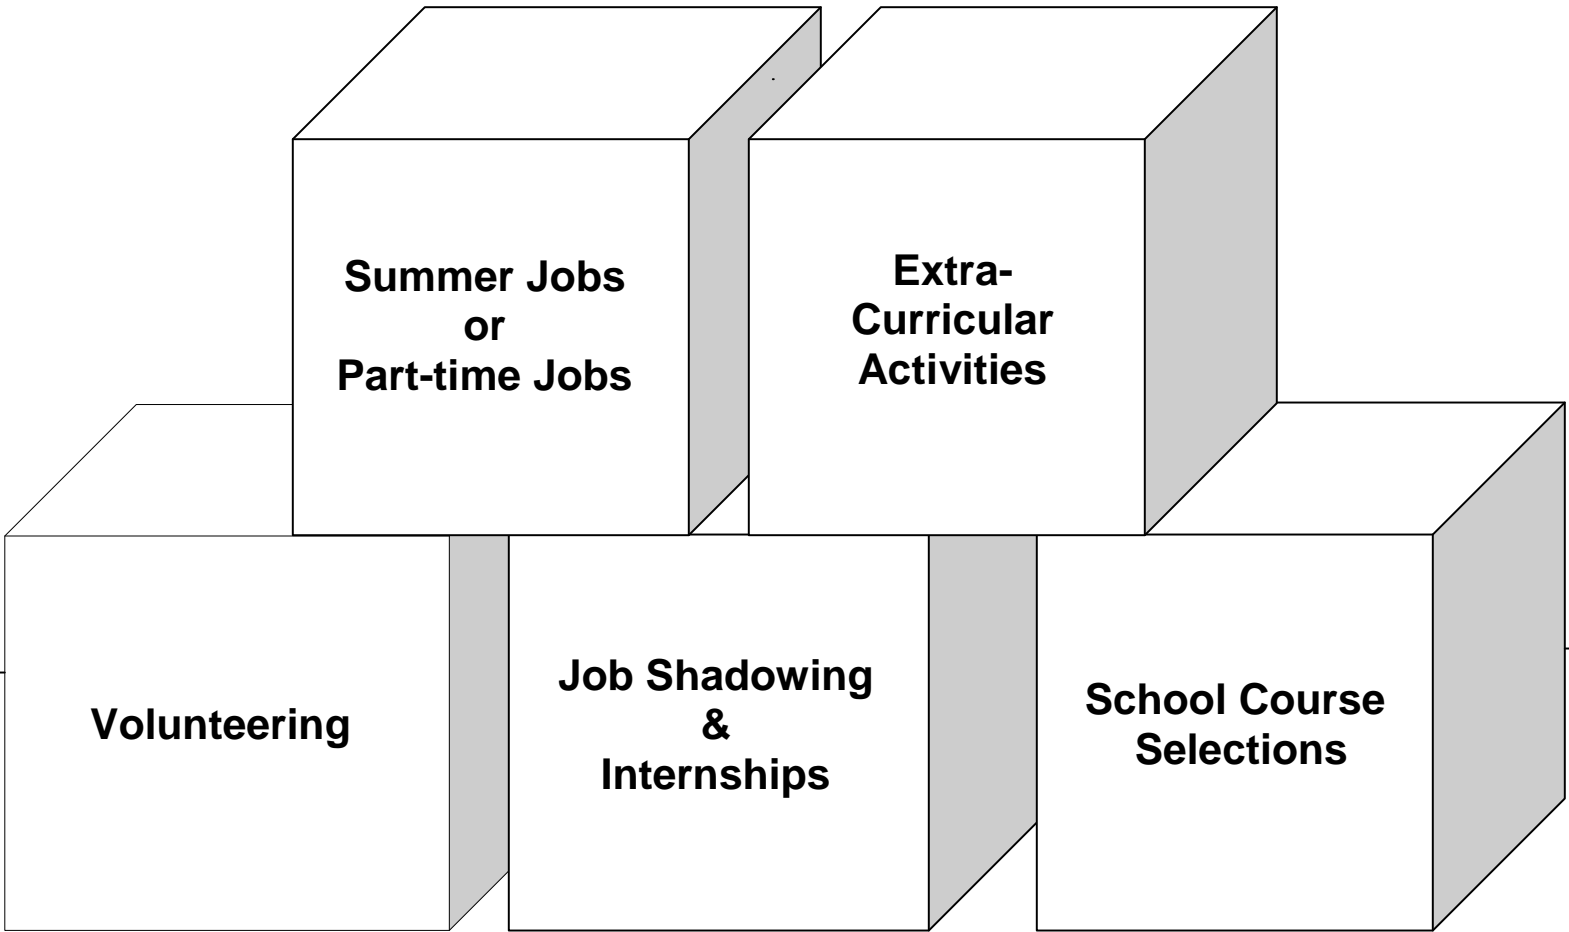 Summer Jobs
or
Part-time Jobs
Extra-
Curricular
Activities
Volunteering
Job Shadowing
&
Internships
School Course
Selections